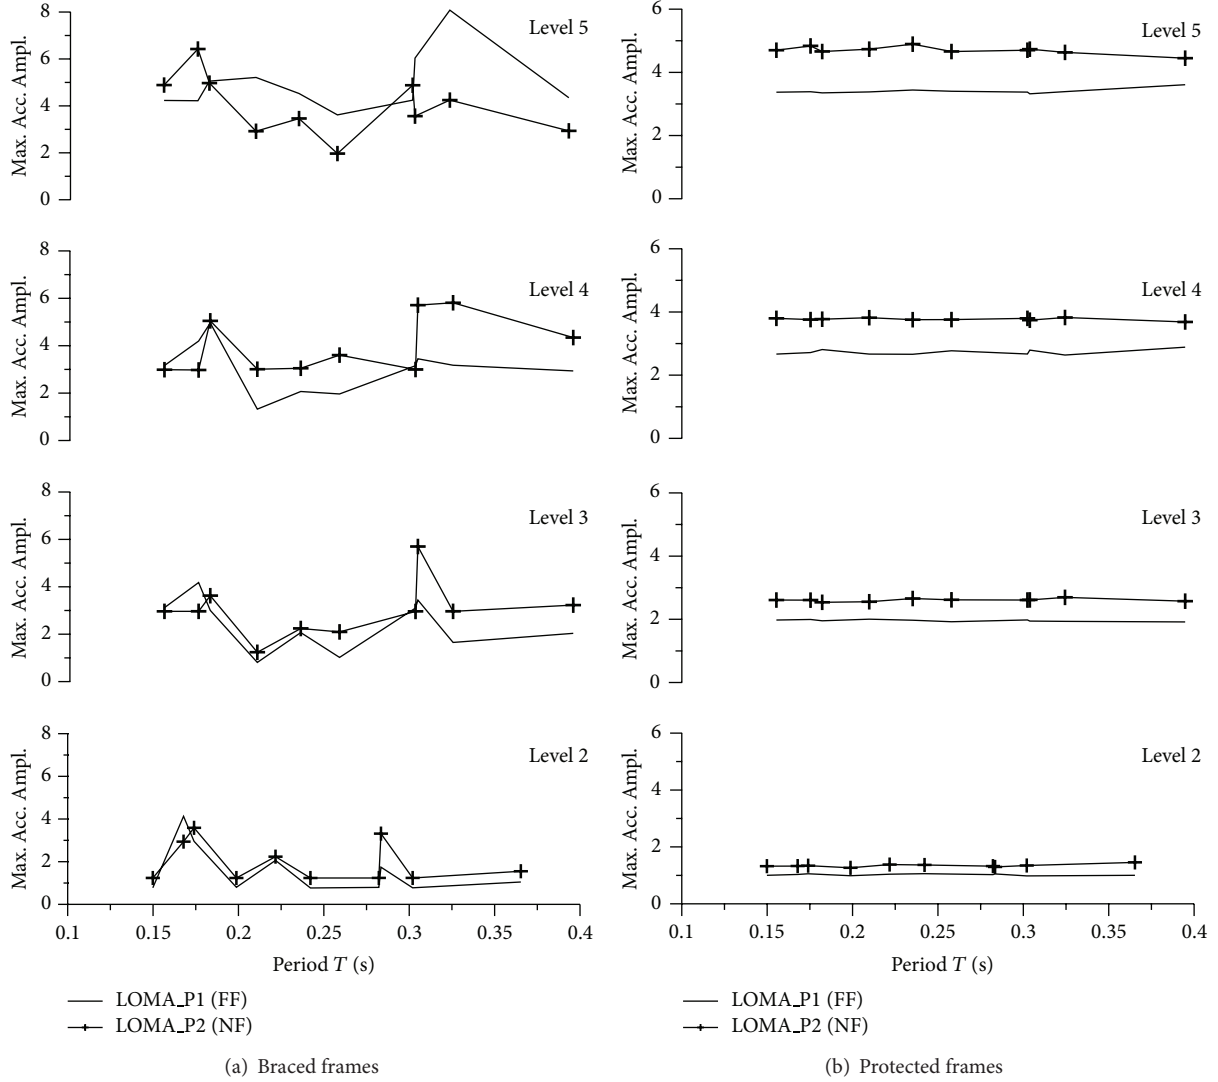 8
6
4
2
0
Max. Acc. Ampl.
Level 5
8
6
4
2
0
Max. Acc. Ampl.
Level 4
8
6
4
2
0
Max. Acc. Ampl.
Level 3
8
6
4
2
0
Max. Acc. Ampl.
Level 2
0.1 0.15 0.2 0.25 0.3 0.35 0.4
Period T (s)
LOMA_P1 (FF)
LOMA_P2 (NF)
(a) Braced frames
6
4
2
0
Max. Acc. Ampl.
Level 5
6
4
2
0
Max. Acc. Ampl.
Level 4
6
4
2
0
Max. Acc. Ampl.
Level 3
6
4
2
0
Max. Acc. Ampl.
Level 2
0.1 0.15 0.2 0.25 0.3 0.35 0.4
Period T (s)
LOMA_P1 (FF)
LOMA_P2 (NF)
(b) Protected frames